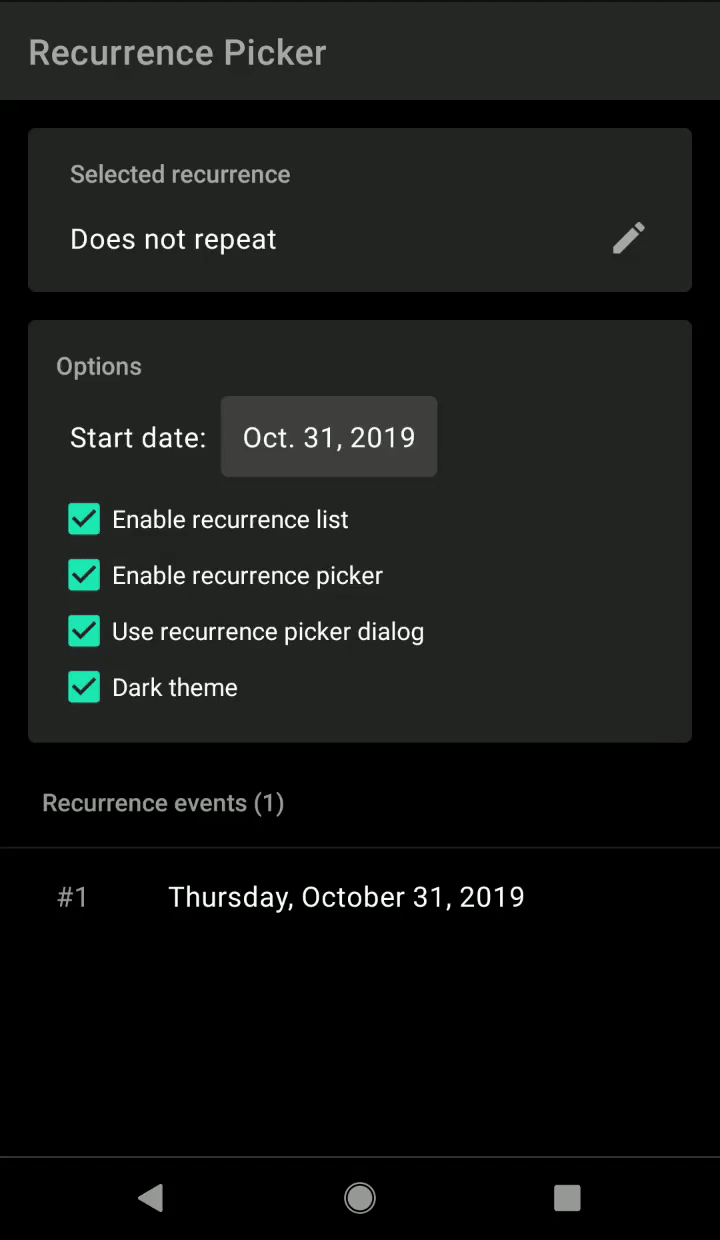 Recurrence Picker
Selected recurrence
Does not repeat
Options
Start date: Oct. 31, 2019
Enable recurrence list
Enable recurrence picker
Use recurrence picker dialog
Dark theme
Recurrence events (1)
#1 Thursday, October 31, 2019